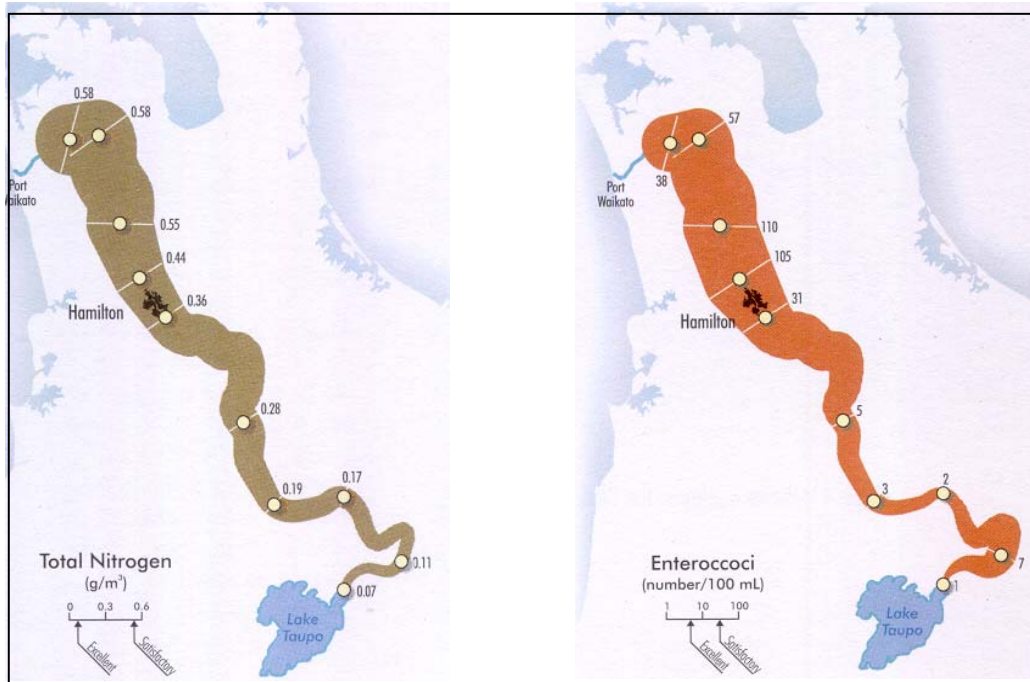 0.58
0.58
Port
Waikato
0.55
0.44
Hamilton
0.36
0.28
0.19
0.17
0.11
0.07
Lake
Taupo
Total Nitrogen
(g/m³)
0 0.3 0.6
Excellent
Satisfactory
57
38
Port
Waikato
110
105
Hamilton
31
5
3
2
7
1
Lake
Taupo
Enteroccoci
(number/100 mL)
1 10 100
Excellent
Satisfactory